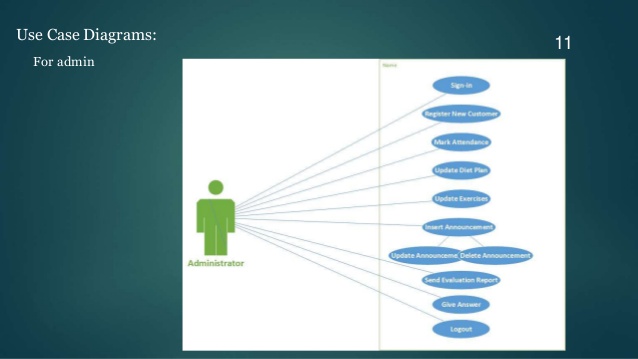 Use Case Diagrams:
11
For admin
Name
Sign-in
Register New Customer
Mark Attendance
Update Diet Plan
Update Exercises
Insert Announcement
Update Announceme
Delete Announcement
Send Evaluation Report
Give Answer
Logout
Administrator